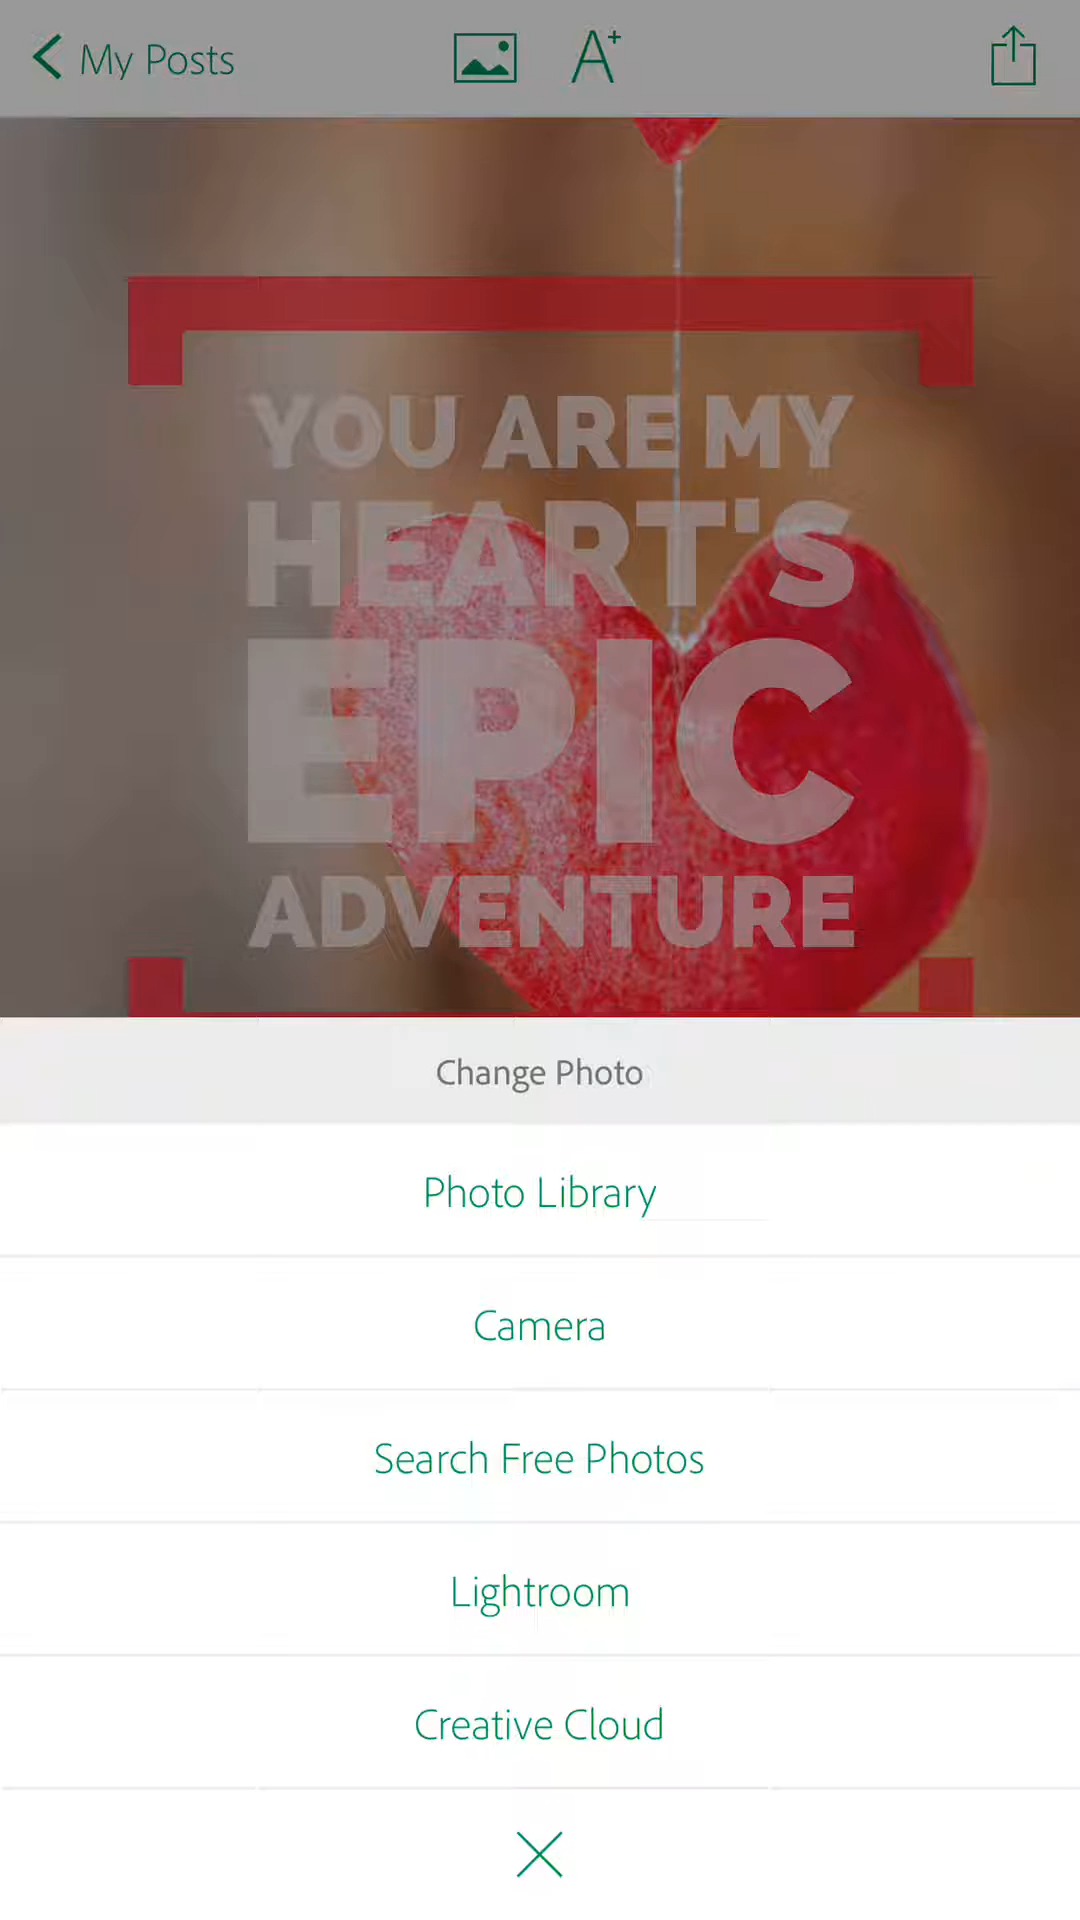 My Posts
A+
YOU ARE MY
HEART'S
EPIC
ADVENTURE
Change Photo
Photo Library
Camera
Search Free Photos
Lightroom
Creative Cloud